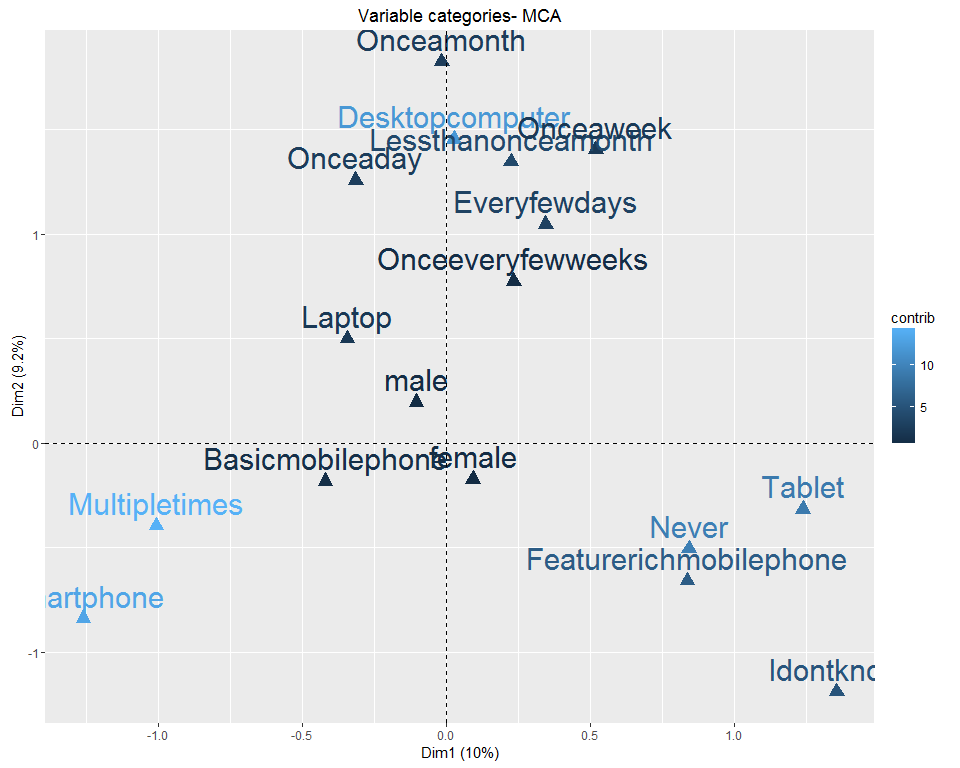 Variable categories- MCA
Onceamonth
Desktopcomputer
Onceaweek
Lessthanonceamonth
Onceaday
Everyfewdays
Onceeveryfewweeks
Laptop
male
Basicmobilephone
female
Multipletimes
Tablet
Never
Featurerichmobilephone
artphone
Idontkno
contrib
10
5
1
0
-1
-1.0
-0.5
0.0
0.5
1.0
Dim1 (10%)
Dim2 (9.2%)